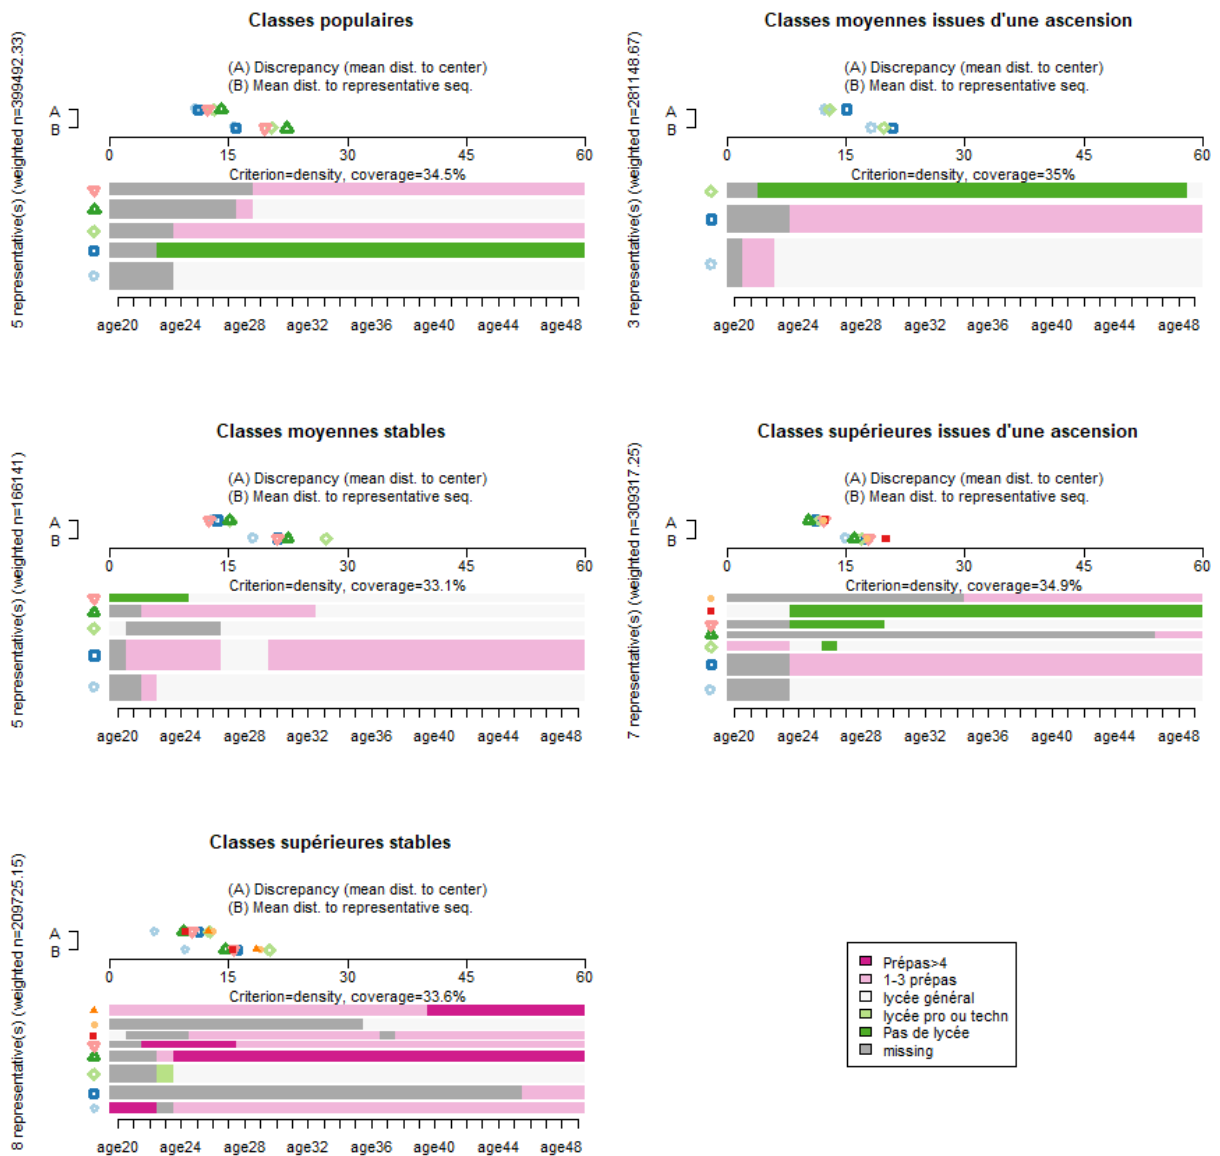 Classes populaires
5 representative(s) (weighted n=399492.33)
(A) Discrepancy (mean dist. to center)
(B) Mean dist. to representative seq.
A
B
0 15 30 45 60
Criterion=density, coverage=34.5%
age20 age24 age28 age32 age36 age40 age44 age48
Classes moyennes issues d'une ascension
3 representative(s) (weighted n=281148.67)
(A) Discrepancy (mean dist. to center)
(B) Mean dist. to representative seq.
A
B
0 15 30 45 60
Criterion=density, coverage=35%
age20 age24 age28 age32 age36 age40 age44 age48
Classes moyennes stables
5 representative(s) (weighted n=166141)
(A) Discrepancy (mean dist. to center)
(B) Mean dist. to representative seq.
A
B
0 15 30 45 60
Criterion=density, coverage=33.1%
age20 age24 age28 age32 age36 age40 age44 age48
Classes supérieures issues d'une ascension
7 representative(s) (weighted n=309317.25)
(A) Discrepancy (mean dist. to center)
(B) Mean dist. to representative seq.
A
B
0 15 30 45 60
Criterion=density, coverage=34.9%
age20 age24 age28 age32 age36 age40 age44 age48
Classes supérieures stables
8 representative(s) (weighted n=209725.15)
(A) Discrepancy (mean dist. to center)
(B) Mean dist. to representative seq.
A
B
0 15 30 45 60
Criterion=density, coverage=33.6%
age20 age24 age28 age32 age36 age40 age44 age48
Prépas>4
1-3 prépas
lycée général
lycée pro ou techn
Pas de lycée
missing